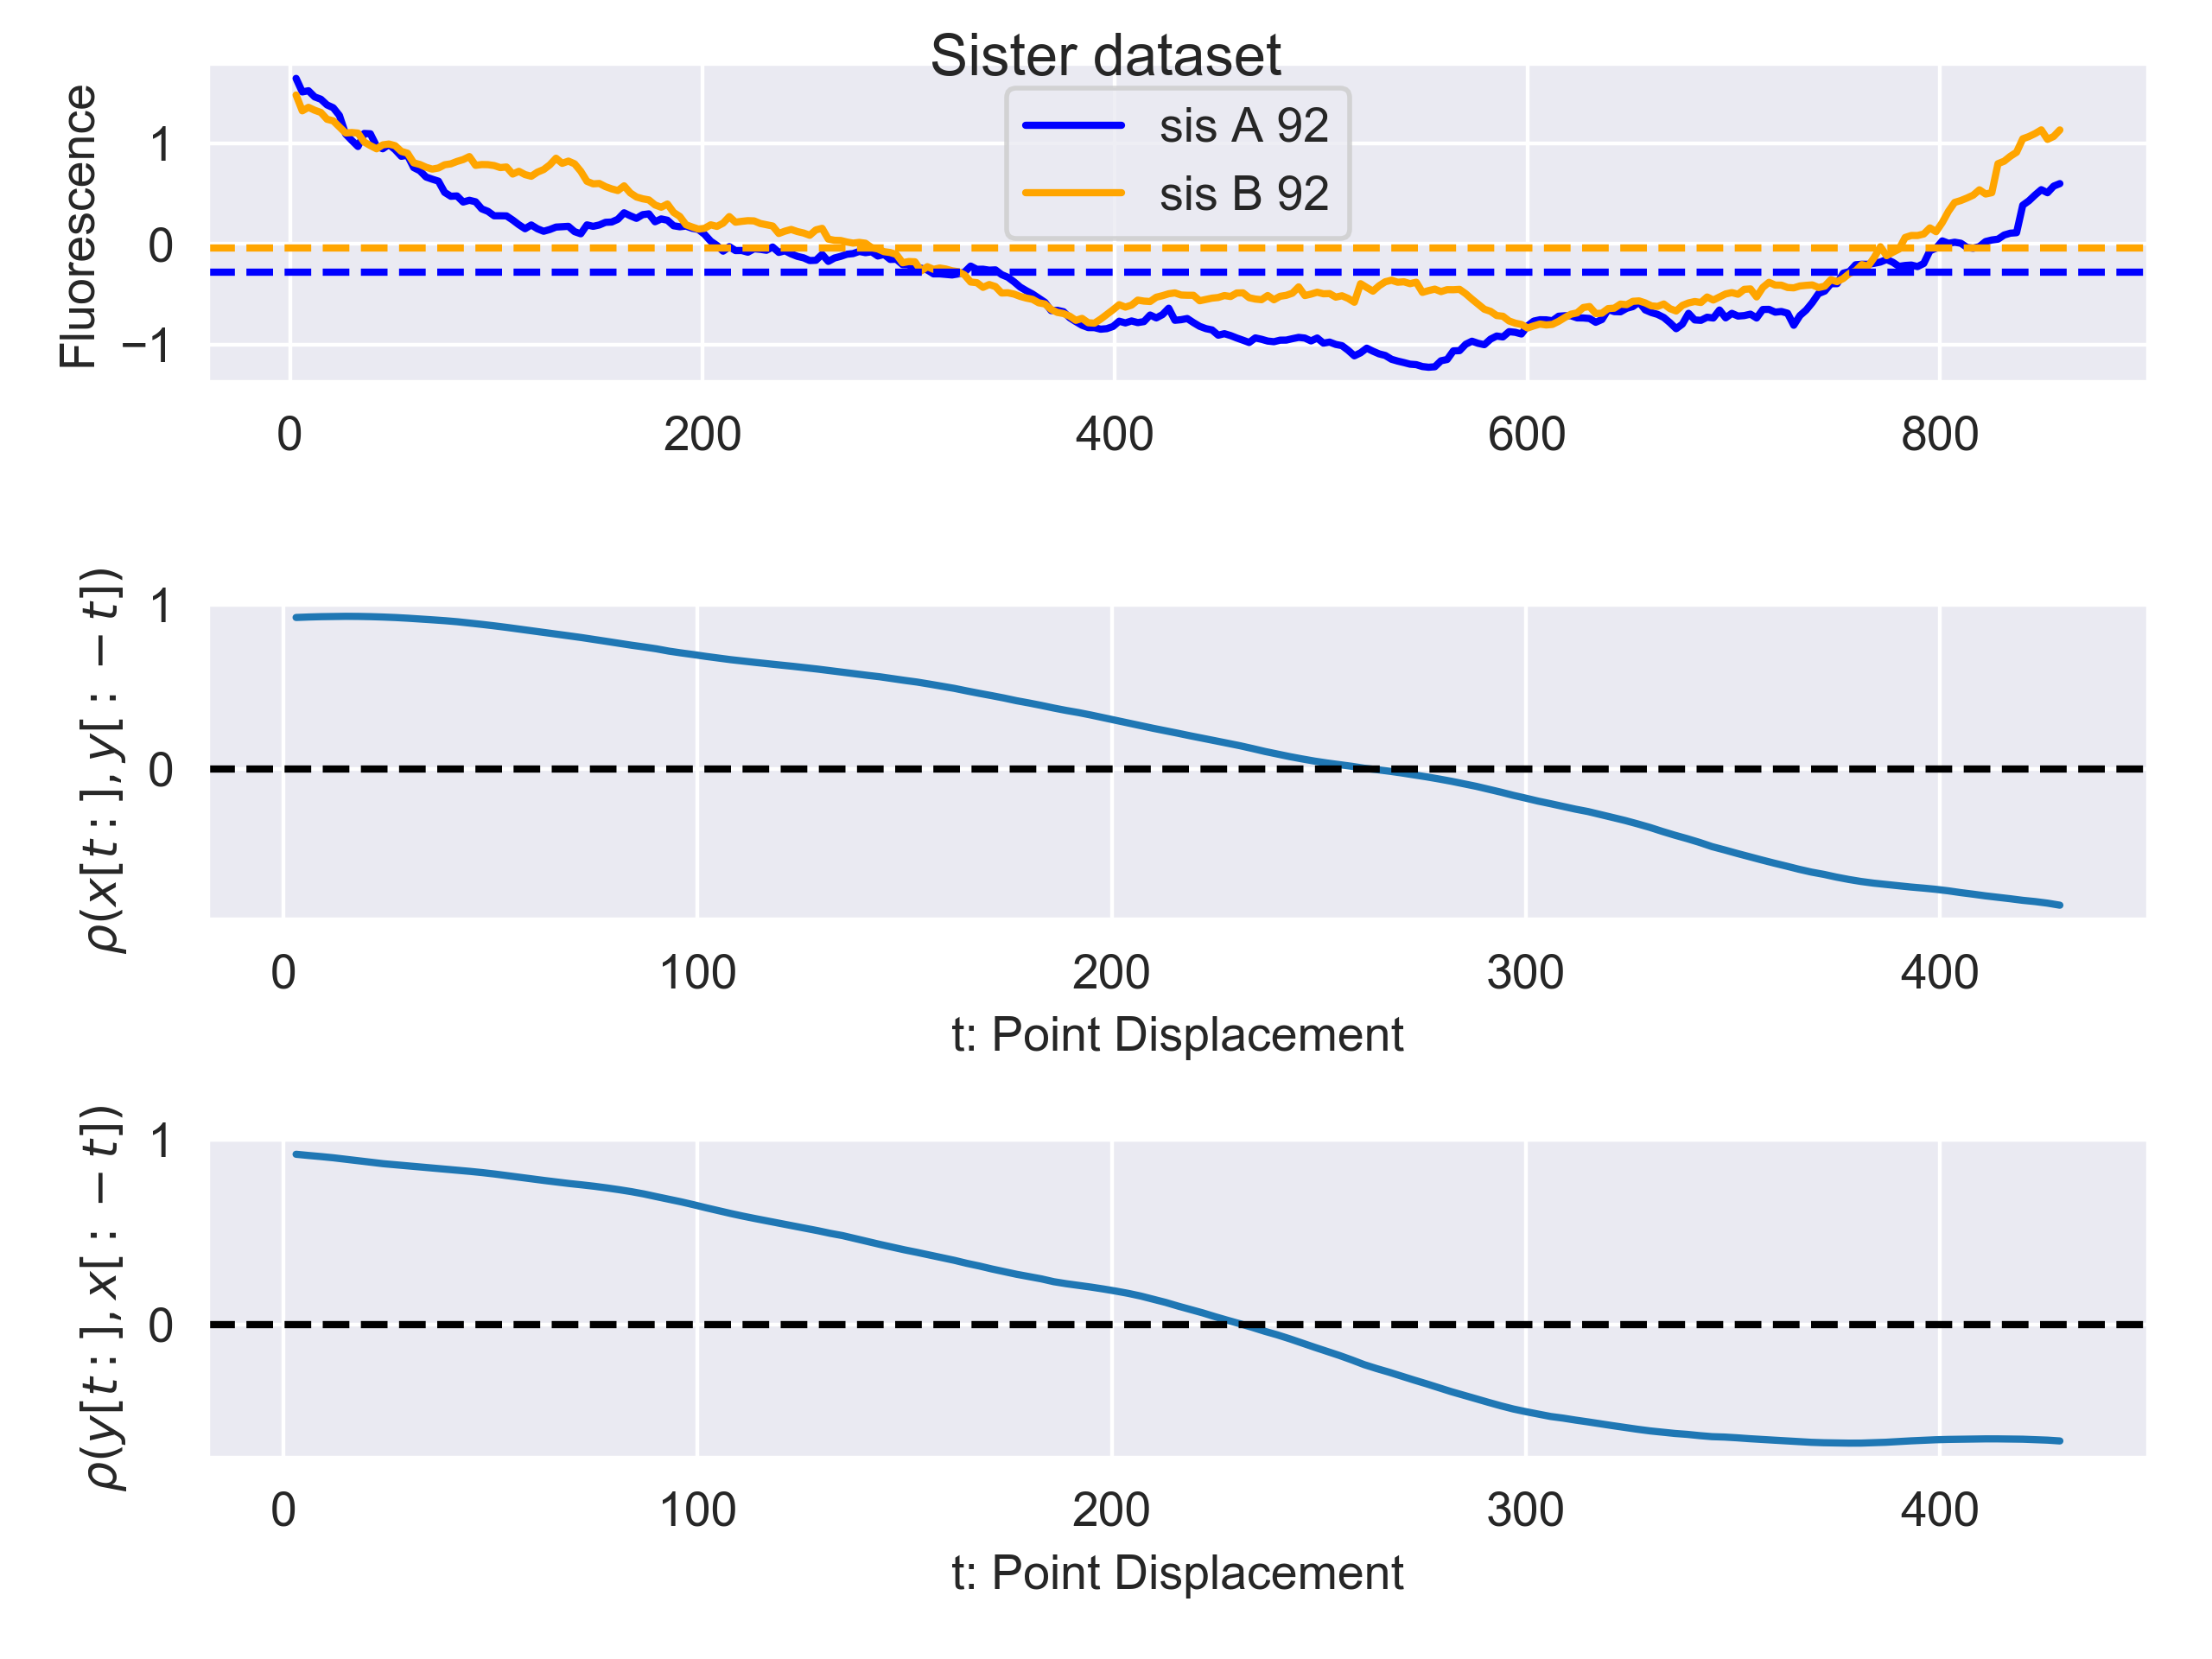 Sister dataset
sis A 92
sis B 92
Fluorescence
1
0
−1
0 200 400 600 800
ρ(x[t:], y[: −t])
1
0
0 100 200 300 400
t: Point Displacement
ρ(y[t:], x[: −t])
1
0
0 100 200 300 400
t: Point Displacement